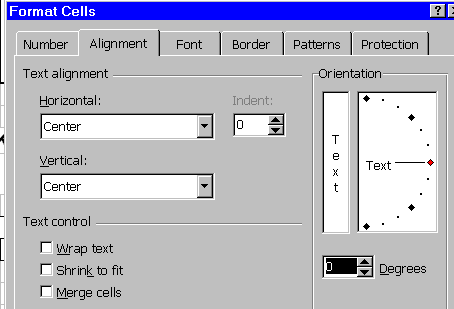 Format Cells
Number Alignment Font Border Patterns Protection
Text alignment
Horizontal: Indent:
Center 0
Vertical:
Center
Text control
Wrap text
Shrink to fit
Merge cells
Orientation
Text
Text
0 Degrees